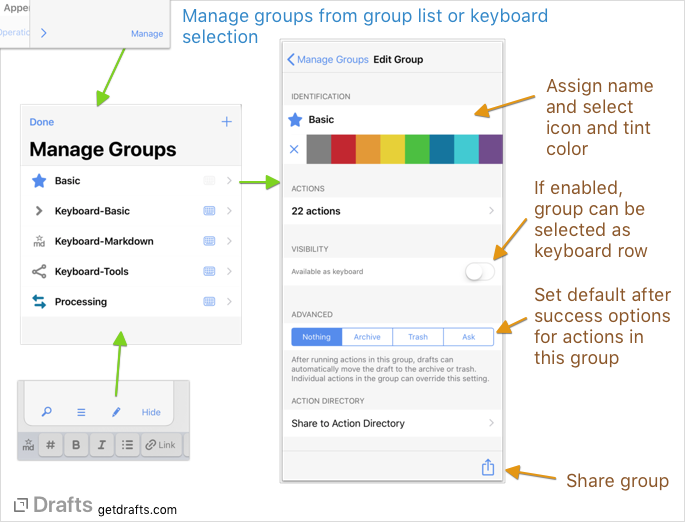 Appe
Operation
Manage
Manage groups from group list or keyboard
selection
Done
+
Manage Groups
Basic
Keyboard-Basic
md
Keyboard-Markdown
Keyboard-Tools
Processing
Hide
md
#
B
I
Link
Manage Groups Edit Group
IDENTIFICATION
Basic
ACTIONS
22 actions
VISIBILITY
Available as keyboard
ADVANCED
Nothing Archive Trash Ask
After running actions in this group, drafts can
automatically move the draft to the archive or trash.
Individual actions in the group can override this setting.
ACTION DIRECTORY
Share to Action Directory
Assign name
and select
icon and tint
color
If enabled,
group can be
selected as
keyboard row
Set default after
success options
for actions in
this group
Share group
Drafts getdrafts.com